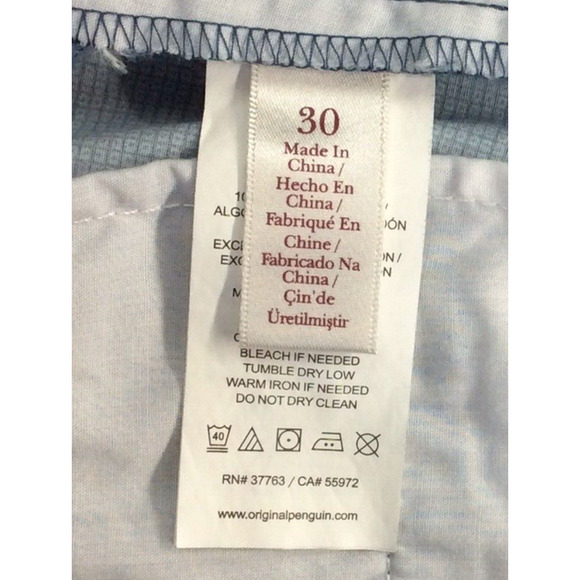 30
Made In
China /
Hecho En
China /
Fabriqué En
Chine /
Fabricado Na
China /
Çin'de
Üretilmiştir
BLEACH IF NEEDED
TUMBLE DRY LOW
WARM IRON IF NEEDED
DO NOT DRY CLEAN
40
RN# 37763 / CA# 55972
www.originalpenguin.com